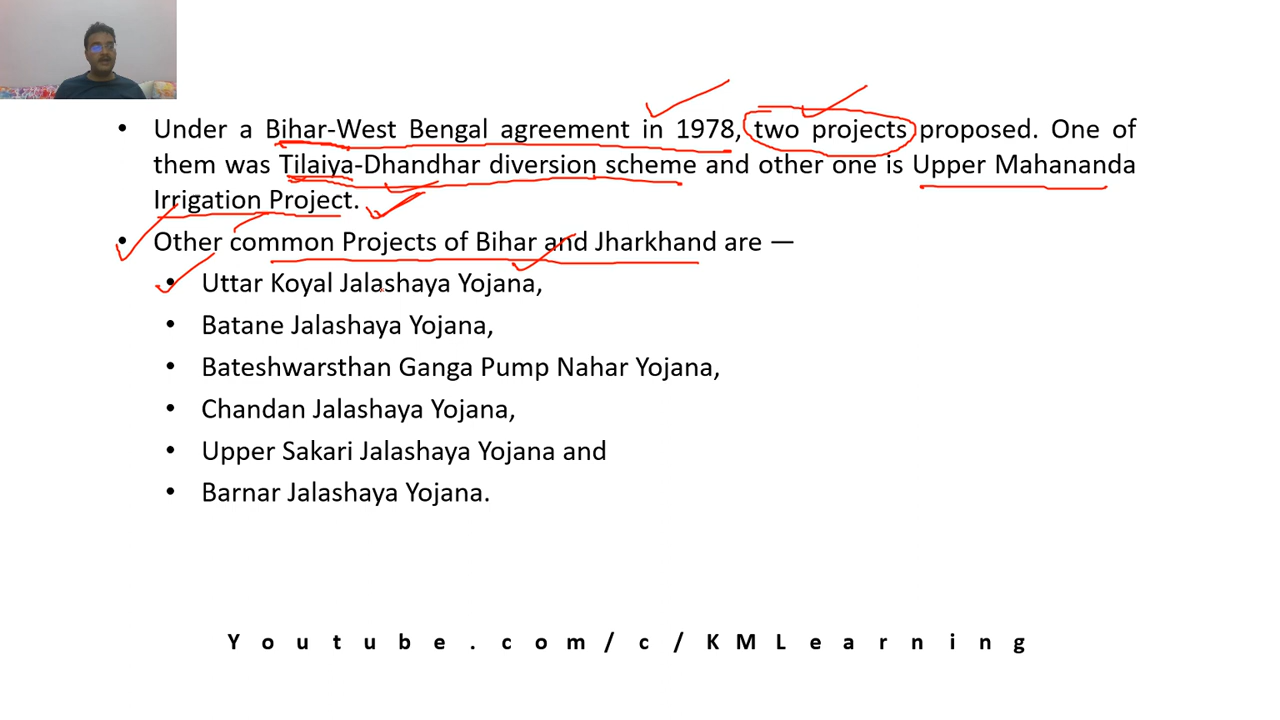 • Under a Bihar-West Bengal agreement in 1978, two projects proposed. One of
them was Tilaiya-Dhandhar diversion scheme and other one is Upper Mahananda
Irrigation Project.
• Other common Projects of Bihar and Jharkhand are —
• Uttar Koyal Jalashaya Yojana,
• Batane Jalashaya Yojana,
• Bateshwarsthan Ganga Pump Nahar Yojana,
• Chandan Jalashaya Yojana,
• Upper Sakari Jalashaya Yojana and
• Barnar Jalashaya Yojana.
Youtube.com/c/KMLearning